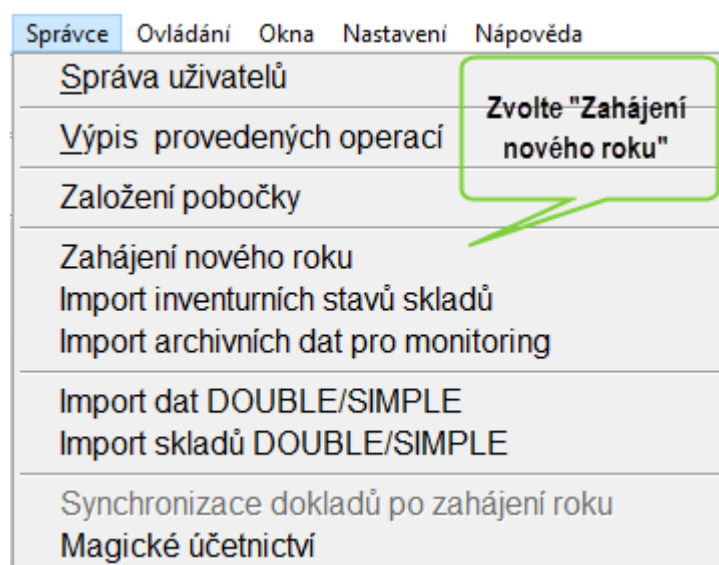 Správce Ovládání Okna Nastavení Nápověda
Správa uživatelů
Výpis provedených operací
Zvolte "Zahájení
nového roku"
Založení pobočky
Zahájení nového roku
Import inventurních stavů skladů
Import archivních dat pro monitoring
Import dat DOUBLE/SIMPLE
Import skladů DOUBLE/SIMPLE
Synchronizace dokladů po zahájení roku
Magické účetnictví